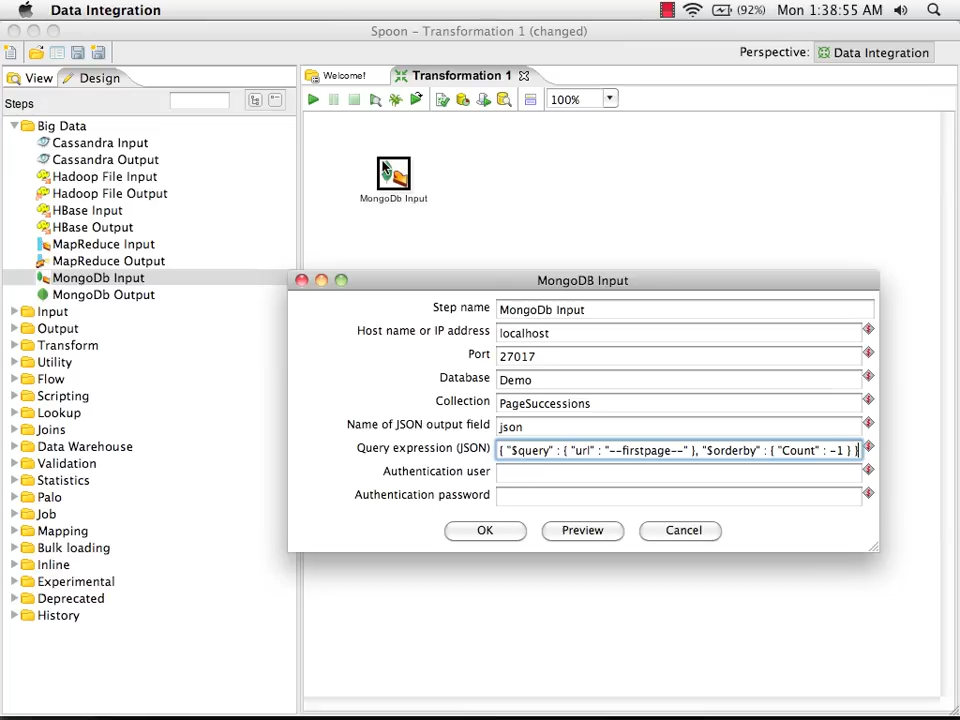 Data Integration
(92%)
Mon 1:38:55 AM
Spoon - Transformation 1 (changed)
Perspective:
Data Integration
View
Design
Welcome!
Transformation 1
Steps
100%
Big Data
Cassandra Input
Cassandra Output
Hadoop File Input
Hadoop File Output
HBase Input
HBase Output
MapReduce Input
MapReduce Output
MongoDb Input
MongoDb Output
Input
Output
Transform
Utility
Flow
Scripting
Lookup
Joins
Data Warehouse
Validation
Statistics
Palo
Job
Mapping
Bulk loading
Inline
Experimental
Deprecated
History
MongoDb Input
MongoDB Input
Step name MongoDb Input
Host name or IP address localhost
Port 27017
Database Demo
Collection PageSuccessions
Name of JSON output field json
Query expression (JSON) { "$query" : { "url" : "--firstpage--" }, "$orderby" : { "Count" : -1 } }
Authentication user
Authentication password
OK
Preview
Cancel